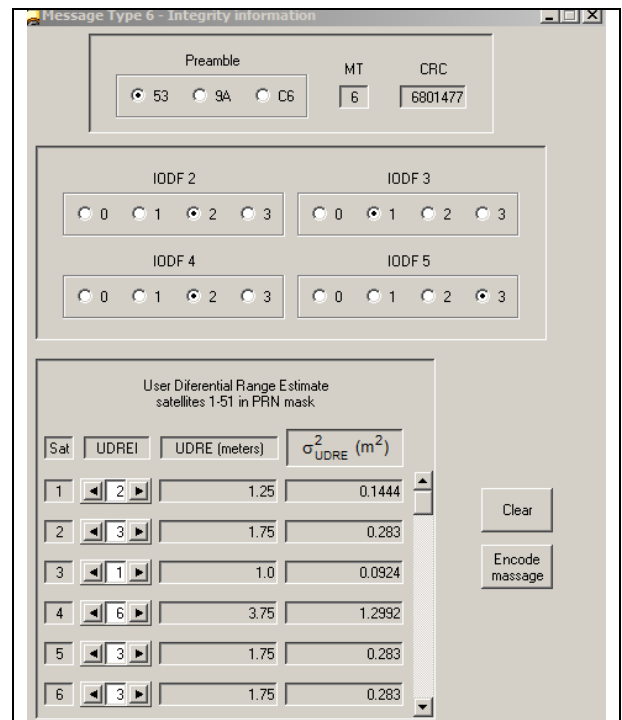 Message Type 6 - Integrity information
Preamble
MT
CRC
53 9A C6
6
6801477
IODF 2
IODF 3
0 1 2 3
0 1 2 3
IODF 4
IODF 5
0 1 2 3
0 1 2 3
User Diferential Range Estimate
satellites 1-51 in PRN mask
Sat UDREI UDRE (meters) σ²UDRE (m²)
1 2 1.25 0.1444
2 3 1.75 0.283
3 1 1.0 0.0924
4 6 3.75 1.2992
5 3 1.75 0.283
6 3 1.75 0.283
Clear
Encode
massage